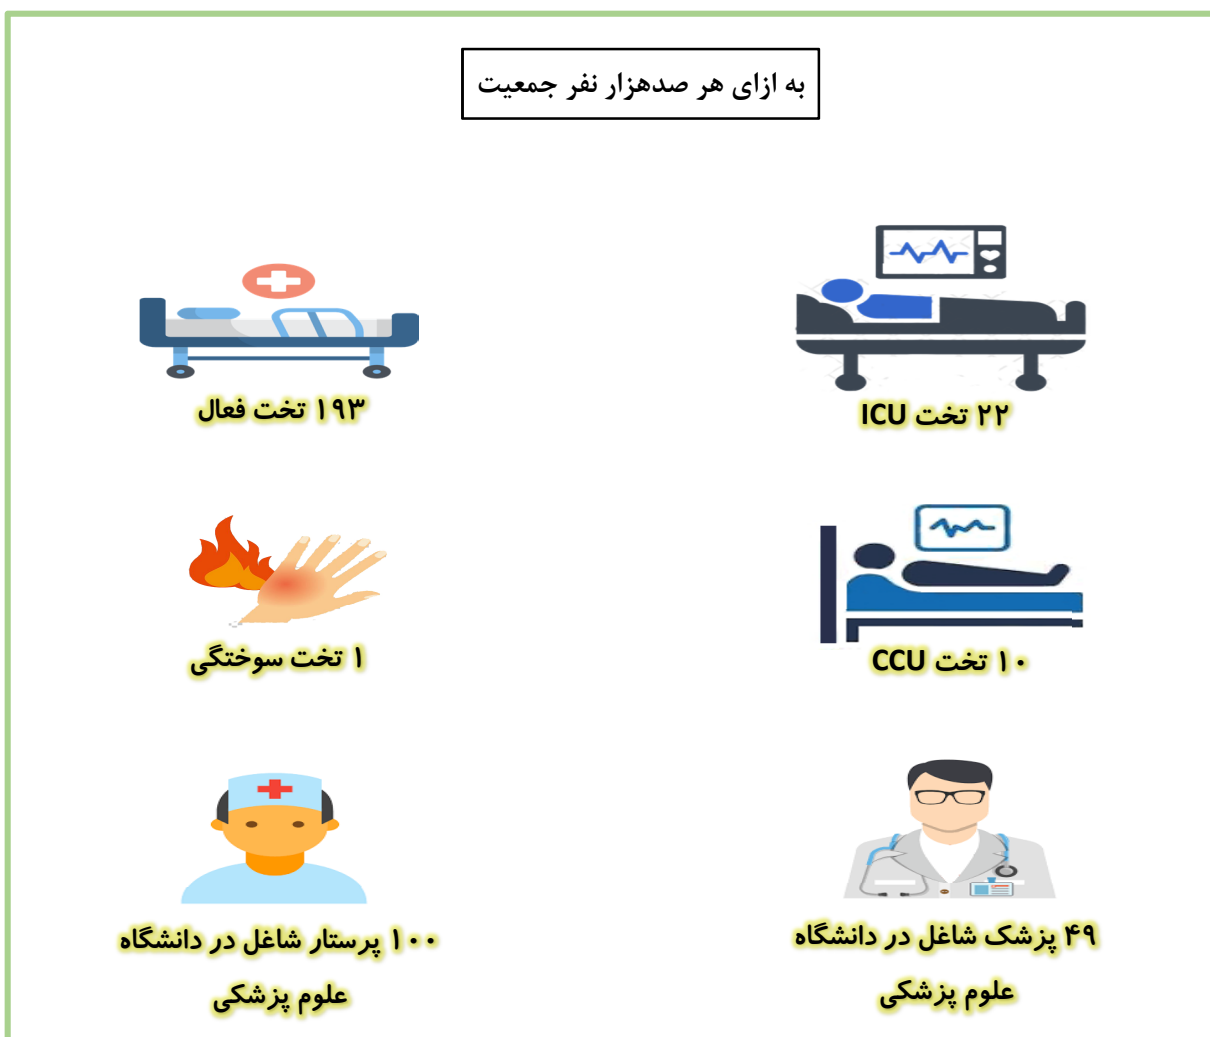 به ازای هر صدهزار نفر جمعیت
۲۲ تخت ICU
۱۹۳ تخت فعال
۱۰ تخت CCU
۱ تخت سوختگی
۴۹ پزشک شاغل در دانشگاه
علوم پزشکی
۱۰۰ پرستار شاغل در دانشگاه
علوم پزشکی